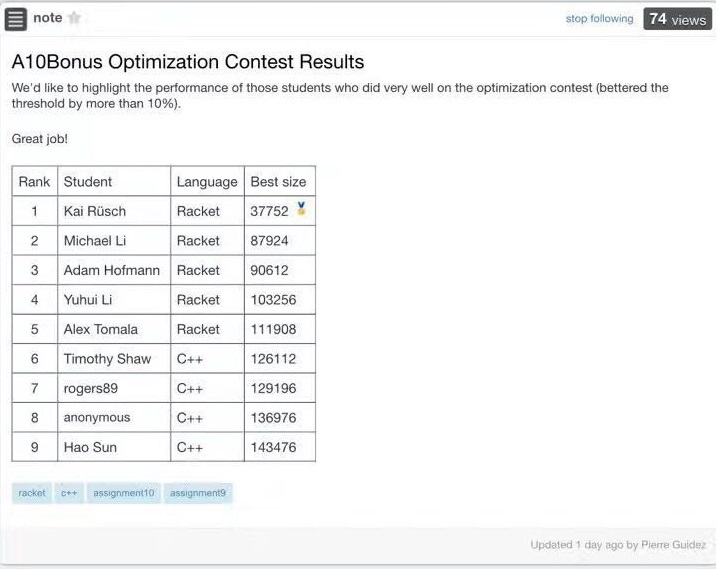 note
stop following
74 views
A10Bonus Optimization Contest Results
We'd like to highlight the performance of those students who did very well on the optimization contest (bettered the
threshold by more than 10%).
Great job!
Rank Student Language Best size
1 Kai Rüsch Racket 37752
2 Michael Li Racket 87924
3 Adam Hofmann Racket 90612
4 Yuhui Li Racket 103256
5 Alex Tomala Racket 111908
6 Timothy Shaw C++ 126112
7 rogers89 C++ 129196
8 anonymous C++ 136976
9 Hao Sun C++ 143476
racket c++ assignment10 assignment9
Updated 1 day ago by Pierre Guidez